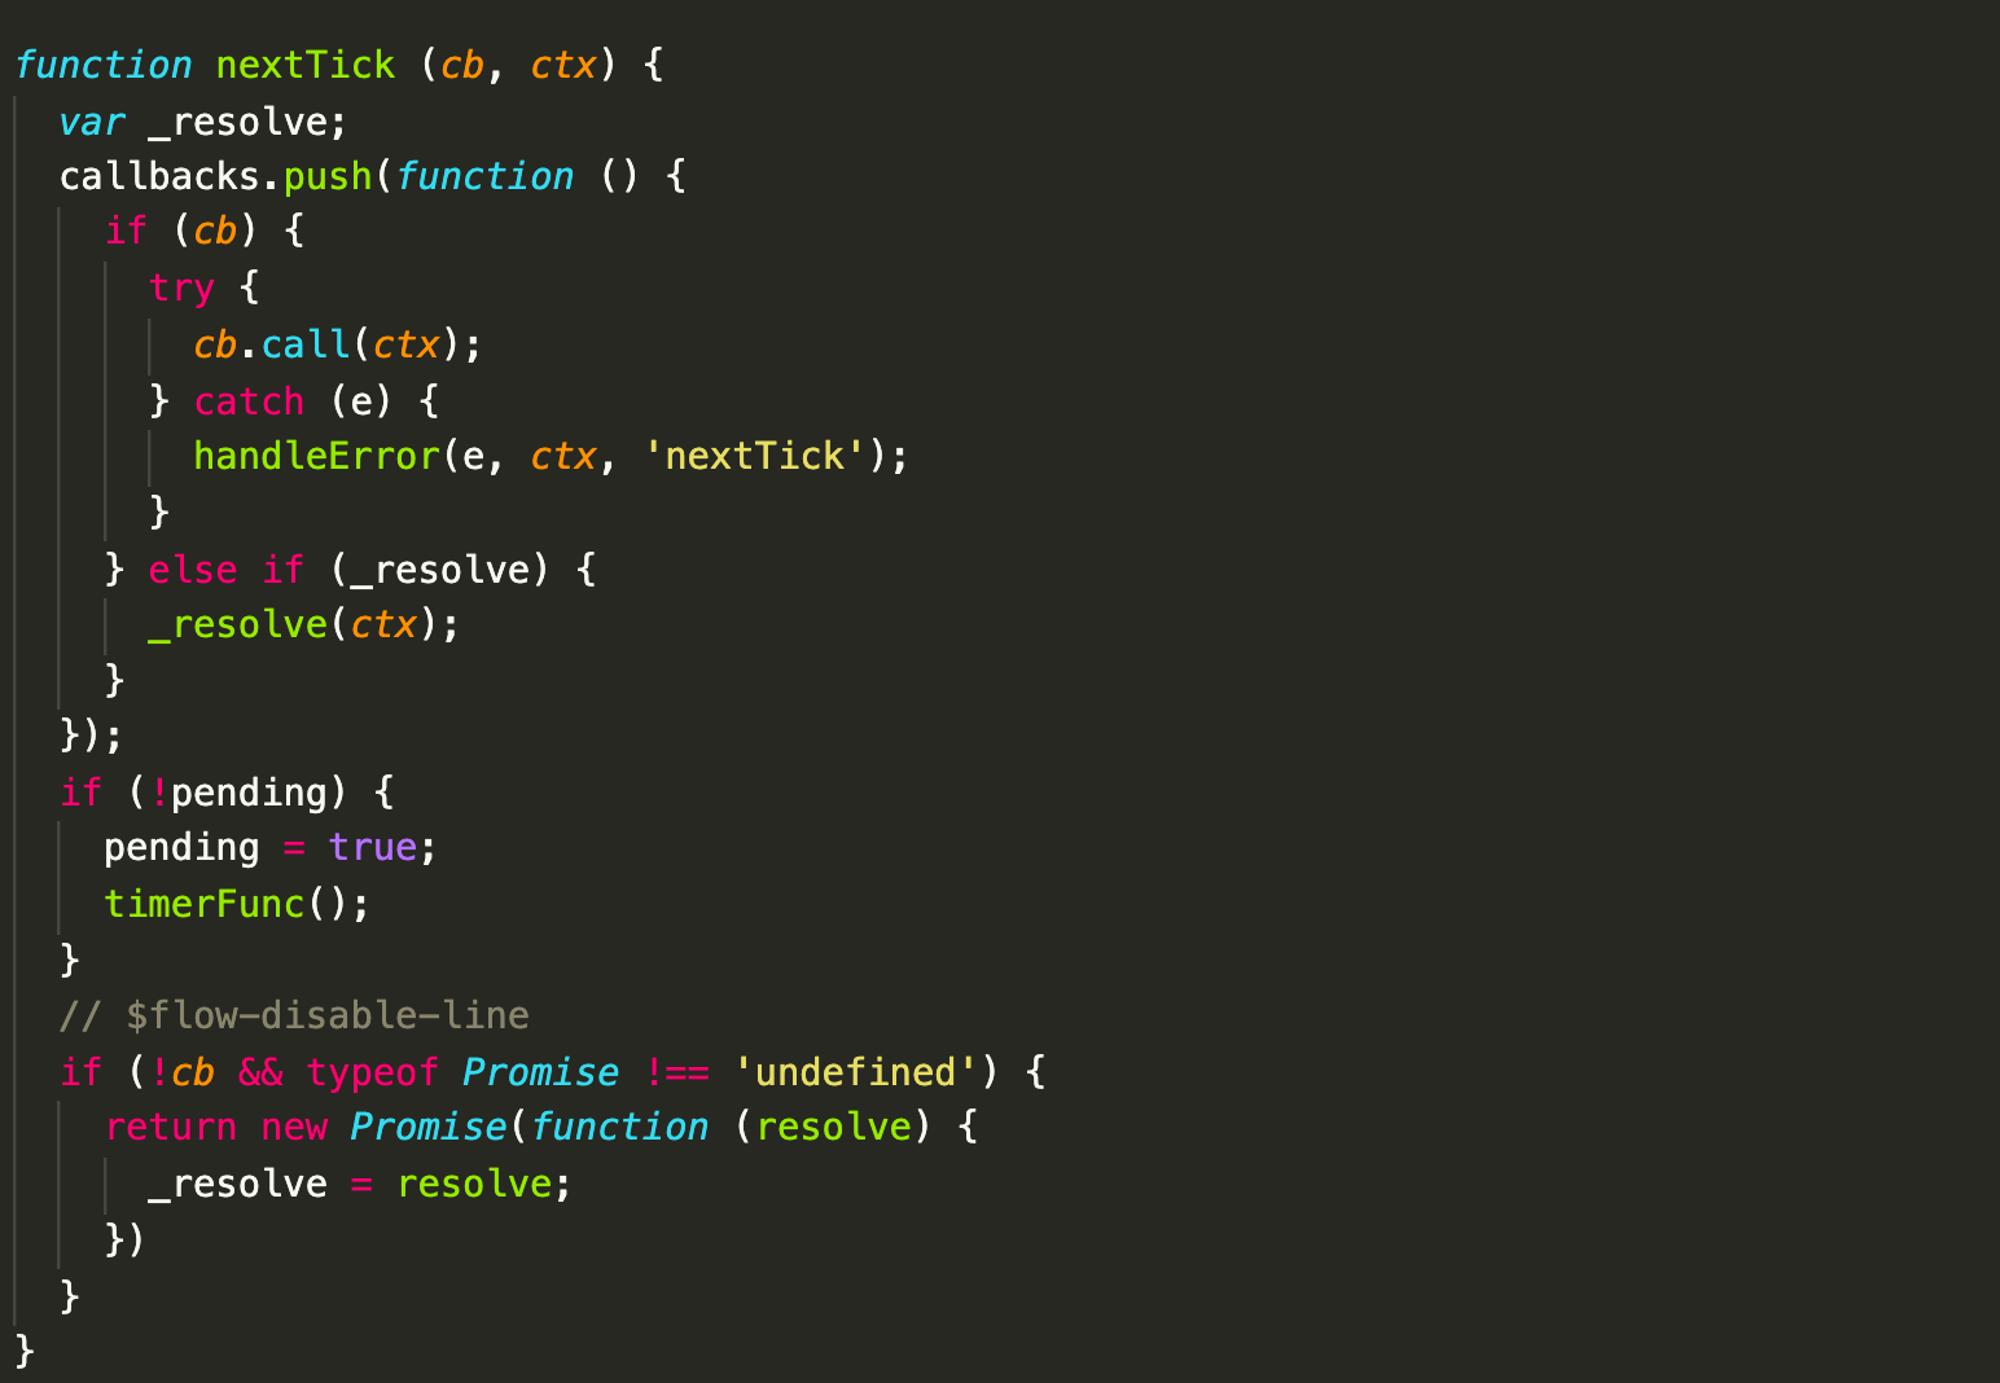 function nextTick (cb, ctx) {
  var _resolve;
  callbacks.push(function () {
    if (cb) {
      try {
        cb.call(ctx);
      } catch (e) {
        handleError(e, ctx, 'nextTick');
      }
    } else if (_resolve) {
      _resolve(ctx);
    }
  });
  if (!pending) {
    pending = true;
    timerFunc();
  }
  // $flow-disable-line
  if (!cb && typeof Promise !== 'undefined') {
    return new Promise(function (resolve) {
      _resolve = resolve;
    })
  }
}